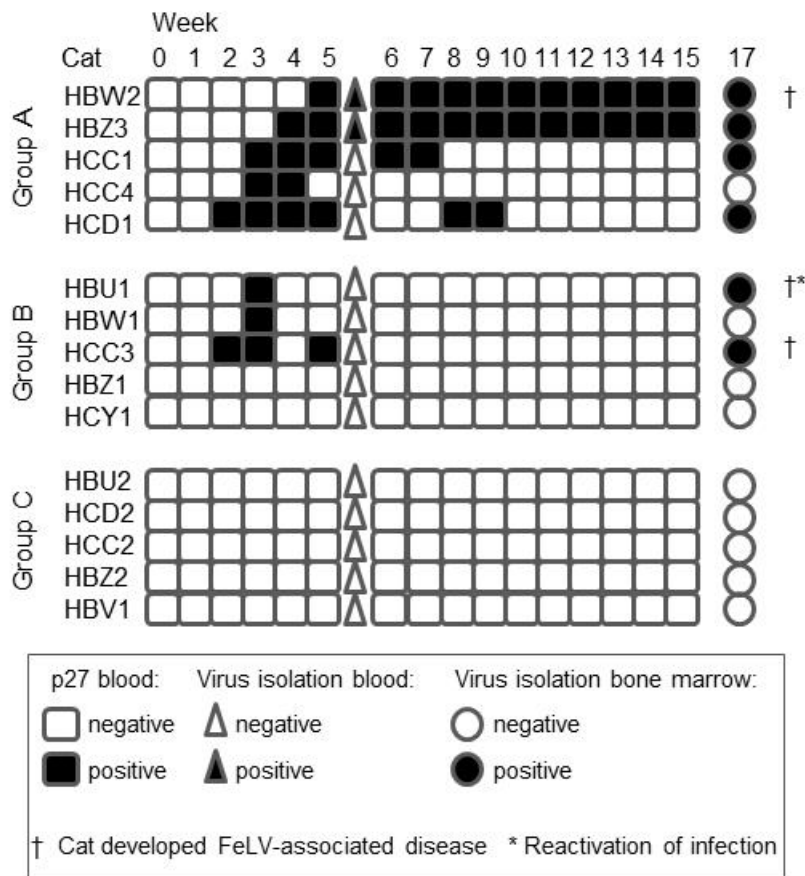 Week
Cat 0 1 2 3 4 5 6 7 8 9 10 11 12 13 14 15 17
Group A
HBW2 †
HBZ3
HCC1
HCC4
HCD1
Group B
HBU1 †*
HBW1
HCC3 †
HBZ1
HCY1
Group C
HBU2
HCD2
HCC2
HBZ2
HBV1
p27 blood: Virus isolation blood: Virus isolation bone marrow:
negative negative negative
positive positive positive
† Cat developed FeLV-associated disease * Reactivation of infection